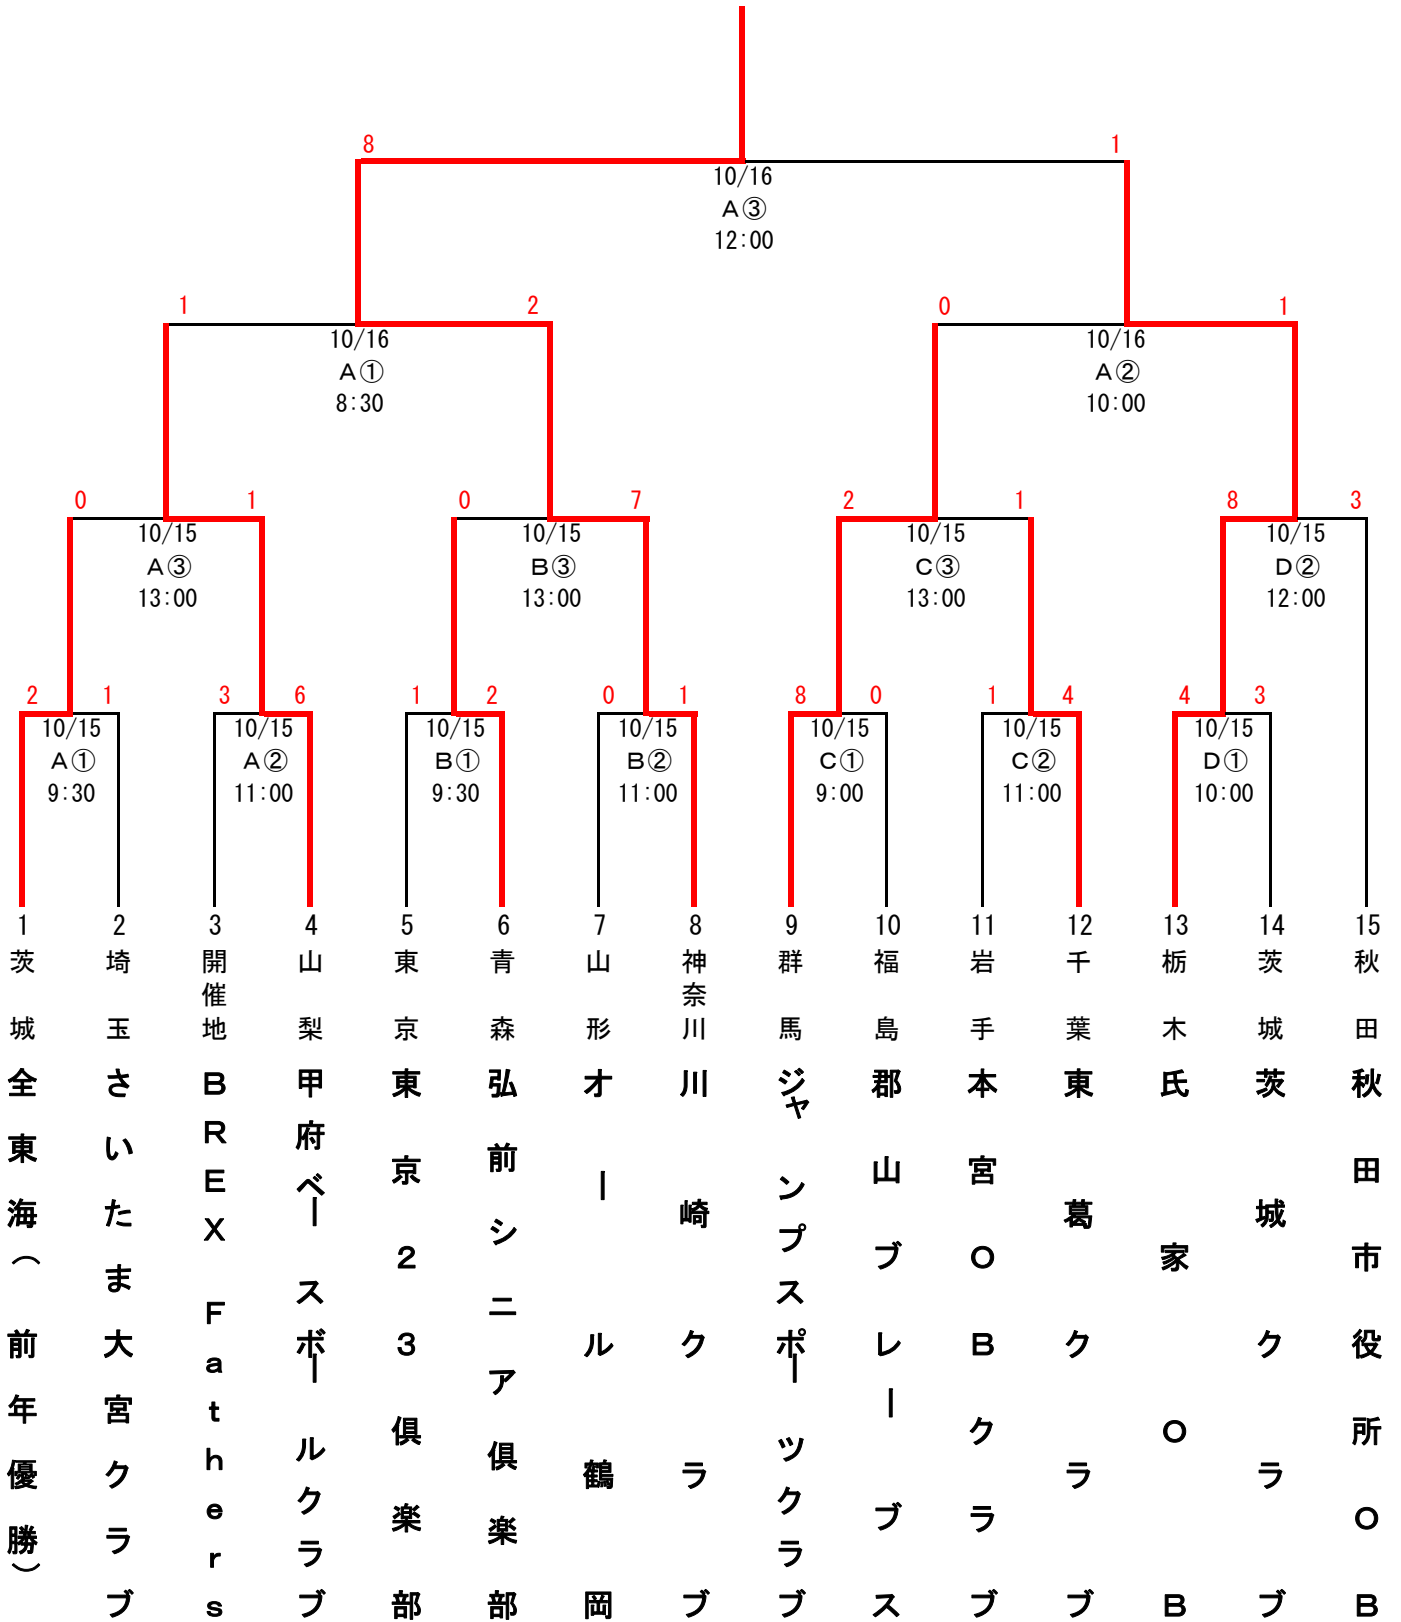 8 1
10/16
A③
12:00
1 2 0 1
10/16 10/16
A① A②
8:30 10:00
0 1 0 7 2 1 8 3
10/15 10/15 10/15 10/15
A③ B③ C③ D②
13:00 13:00 13:00 12:00
2 1 3 6 1 2 0 1 8 0 1 4 4 3
10/15 10/15 10/15 10/15 10/15 10/15 10/15
A① A② B① B② C① C② D①
9:30 11:00 9:30 11:00 9:00 11:00 10:00
1 2 3 4 5 6 7 8 9 10 11 12 13 14 15
茨城
埼玉
開催地
山梨
東京
青森
山形
神奈川
群馬
福島
岩手
千葉
栃木
茨城
秋田
全東海(前年優勝)
さいたま大宮クラブ
BREX Fathers
甲府ベースボールクラブ
東京23倶楽部
弘前シニア倶楽部
オール鶴岡
川崎クラブ
ジャンプスポーツクラブ
郡山ブレーブス
本宮OBクラブ
東葛クラブ
氏家OB
茨城クラブ
秋田市役所OB